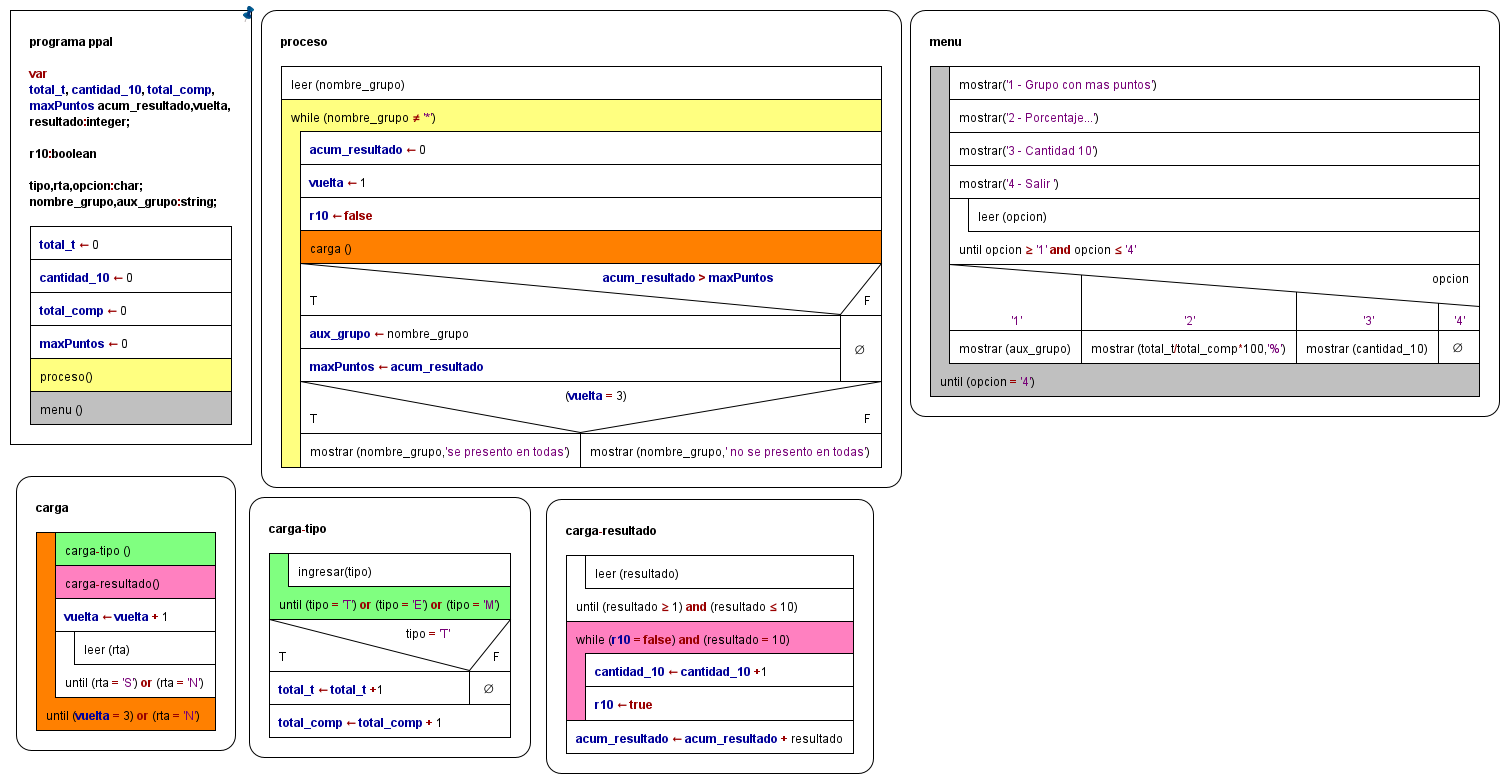 programa ppal
var
total_t, cantidad_10, total_comp,
maxPuntos acum_resultado,vuelta,
resultado:integer;
r10:boolean
tipo,rta,opcion:char;
nombre_grupo,aux_grupo:string;
total_t ← 0
cantidad_10 ← 0
total_comp ← 0
maxPuntos ← 0
proceso()
menu ()
proceso
leer (nombre_grupo)
while (nombre_grupo ≠ '*')
acum_resultado ← 0
vuelta ← 1
r10 ← false
carga ()
acum_resultado > maxPuntos
T F
aux_grupo ← nombre_grupo
∅
maxPuntos ← acum_resultado
(vuelta = 3)
T F
mostrar (nombre_grupo,'se presento en todas') mostrar (nombre_grupo,' no se presento en todas')
menu
mostrar('1 - Grupo con mas puntos')
mostrar('2 - Porcentaje...')
mostrar('3 - Cantidad 10')
mostrar('4 - Salir ')
leer (opcion)
until opcion ≥ '1' and opcion ≤ '4'
opcion
'1' '2' '3' '4'
mostrar (aux_grupo) mostrar (total_t/total_comp*100,'%') mostrar (cantidad_10) ∅
until (opcion = '4')
carga
carga-tipo ()
carga-resultado()
vuelta ← vuelta + 1
leer (rta)
until (rta = 'S') or (rta = 'N')
until (vuelta = 3) or (rta = 'N')
carga-tipo
ingresar(tipo)
until (tipo = 'T') or (tipo = 'E') or (tipo = 'M')
tipo = 'T'
T F
total_t ← total_t +1 ∅
total_comp ← total_comp + 1
carga-resultado
leer (resultado)
until (resultado ≥ 1) and (resultado ≤ 10)
while (r10 = false) and (resultado = 10)
cantidad_10 ← cantidad_10 +1
r10 ← true
acum_resultado ← acum_resultado + resultado